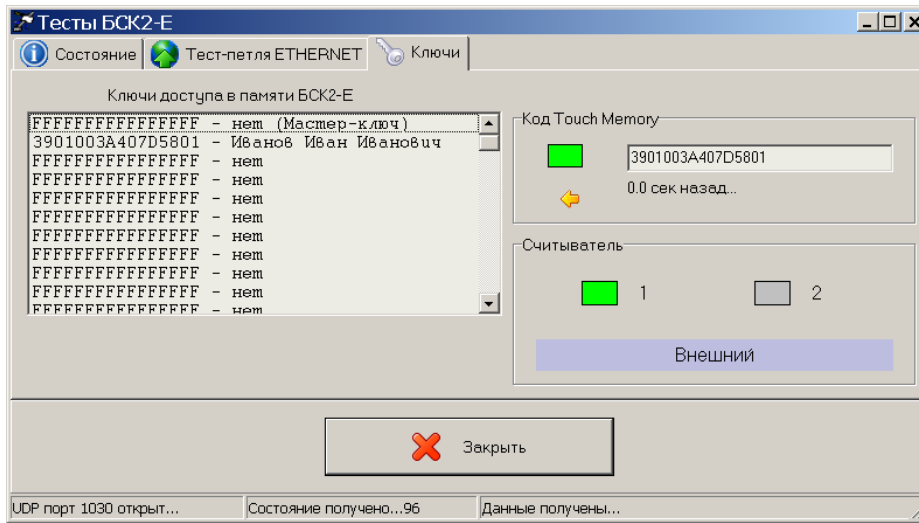 Тесты БСК2-Е
Состояние
Тест-петля ETHERNET
Ключи
Ключи доступа в памяти БСК2-Е
FFFFFFFFFFFFFFFF - нет (Мастер-ключ)
3901003A407D5801 - Иванов Иван Иванович
FFFFFFFFFFFFFFFF - нет
FFFFFFFFFFFFFFFF - нет
FFFFFFFFFFFFFFFF - нет
FFFFFFFFFFFFFFFF - нет
FFFFFFFFFFFFFFFF - нет
FFFFFFFFFFFFFFFF - нет
FFFFFFFFFFFFFFFF - нет
FFFFFFFFFFFFFFFF - нет
FFFFFFFFFFFFFFFF - нет
Код Touch Memory
3901003A407D5801
0.0 сек назад...
Считыватель
1
2
Внешний
Закрыть
UDP порт 1030 открыт...
Состояние получено...96
Данные получены...